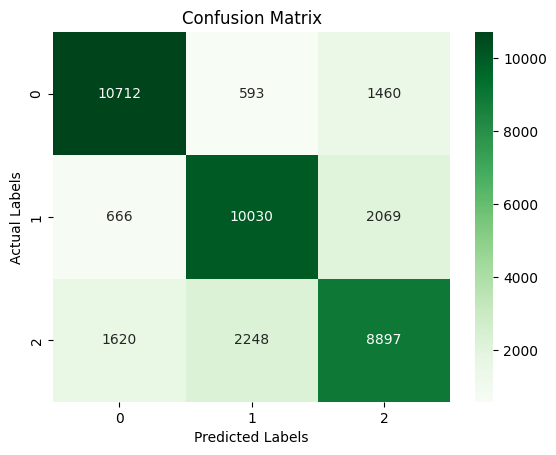 Confusion Matrix
Actual Labels
0
10712 593 1460
1
666 10030 2069
2
1620 2248 8897
0 1 2
Predicted Labels
10000
8000
6000
4000
2000